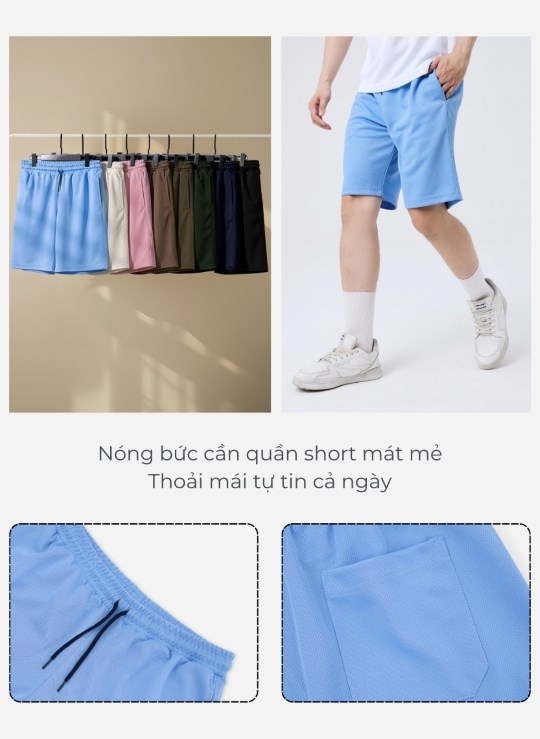 Nóng bức cần quần short mát mẻ
Thoải mái tự tin cả ngày